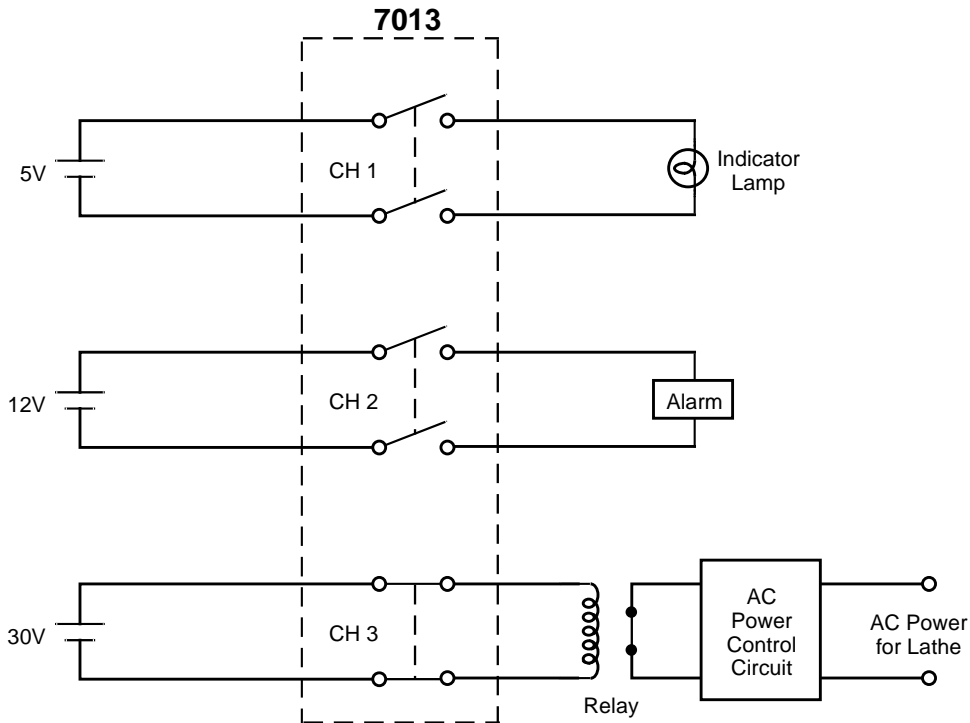 7013
5V
CH 1
Indicator
Lamp
12V
CH 2
Alarm
30V
CH 3
Relay
AC
Power
Control
Circuit
AC Power
for Lathe